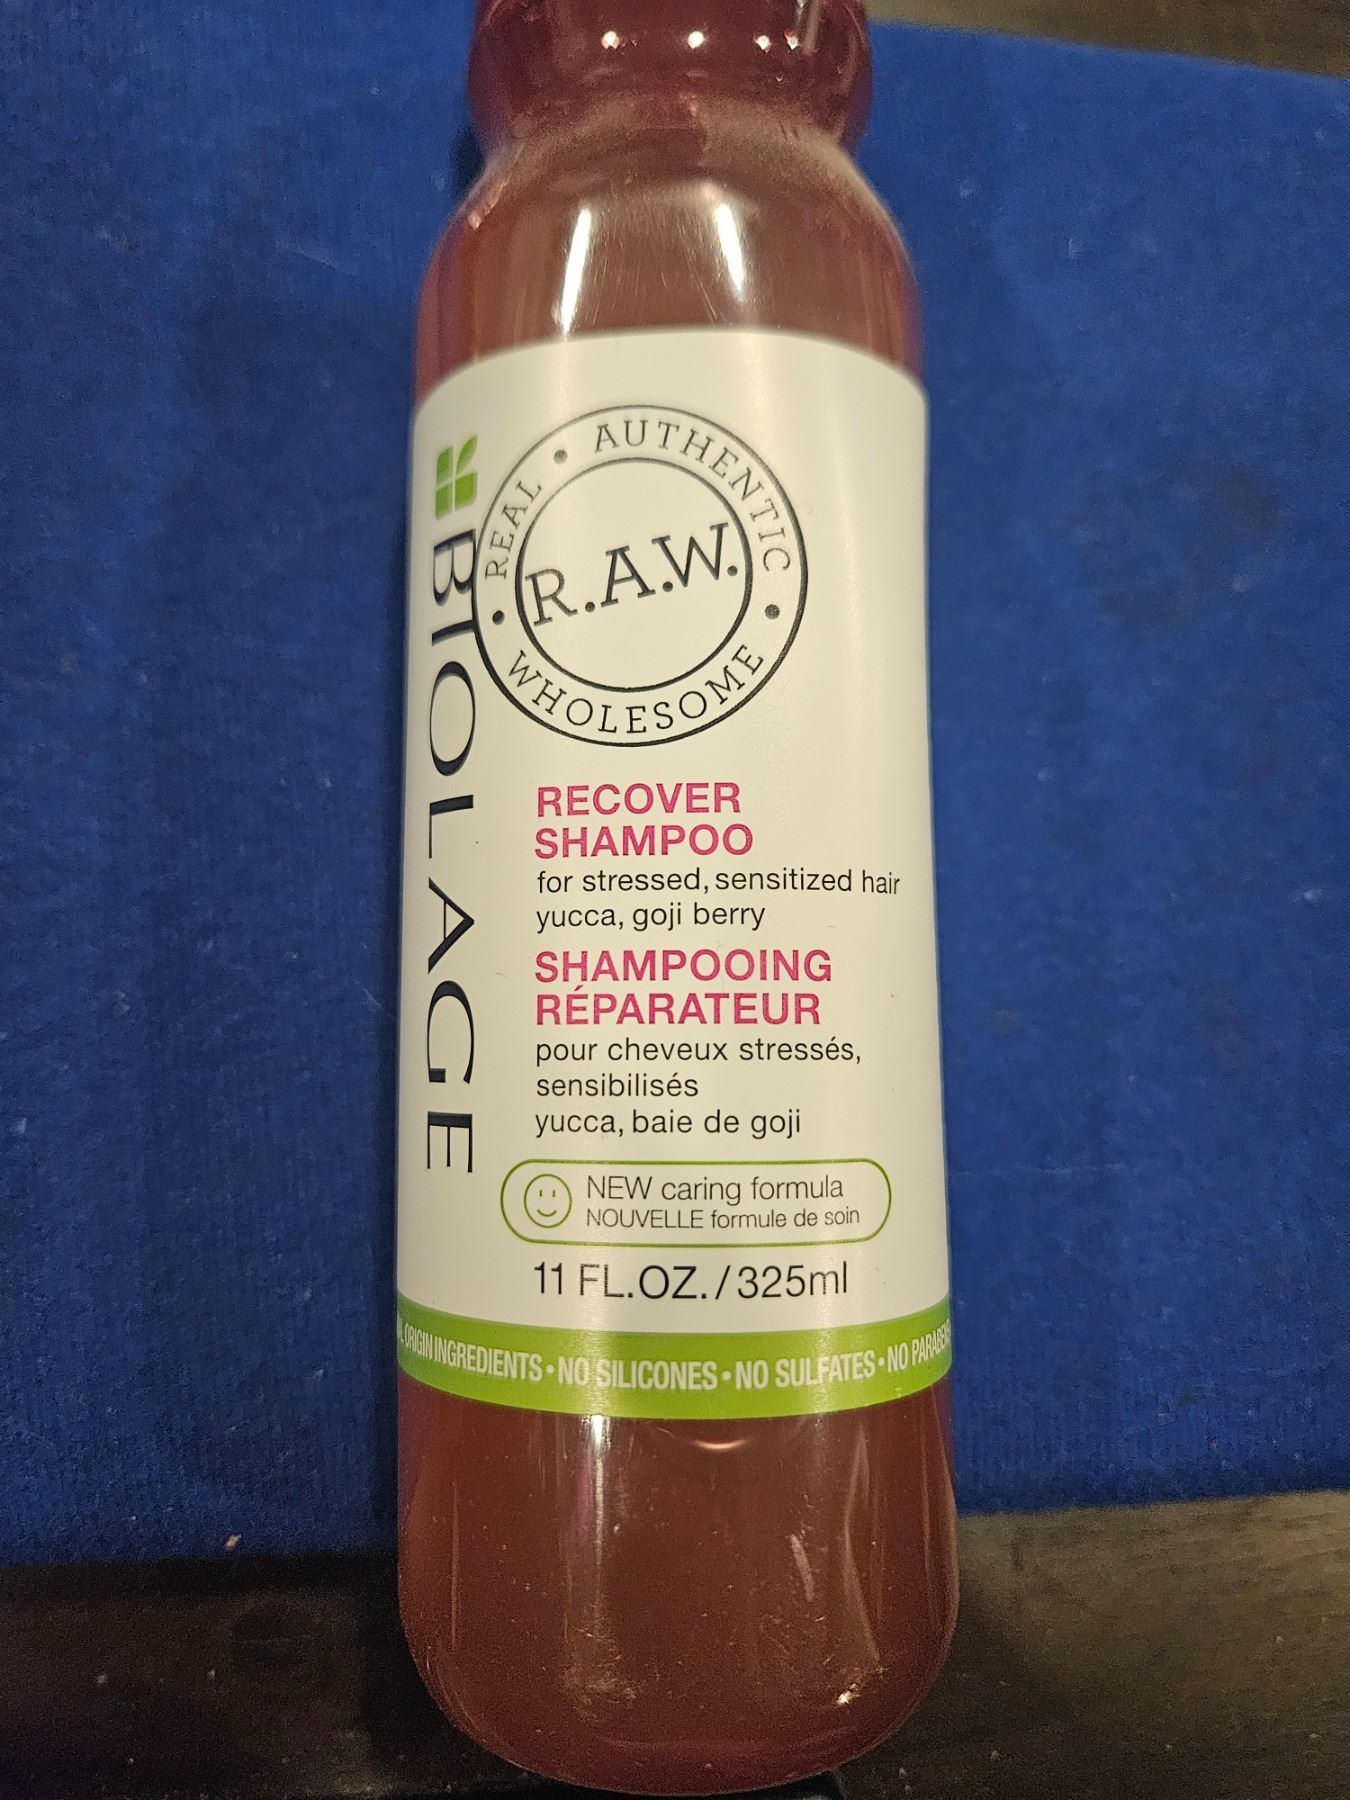 BIOLAGE
REAL • AUTHENTIC • WHOLESOME •
R.A.W.
RECOVER
SHAMPOO
for stressed, sensitized hair
yucca, goji berry
SHAMPOOING
RÉPARATEUR
pour cheveux stressés,
sensibilisés
yucca, baie de goji
NEW caring formula
NOUVELLE formule de soin
11 FL.OZ./325ml
ORIGIN INGREDIENTS • NO SILICONES • NO SULFATES • NO PARABENS